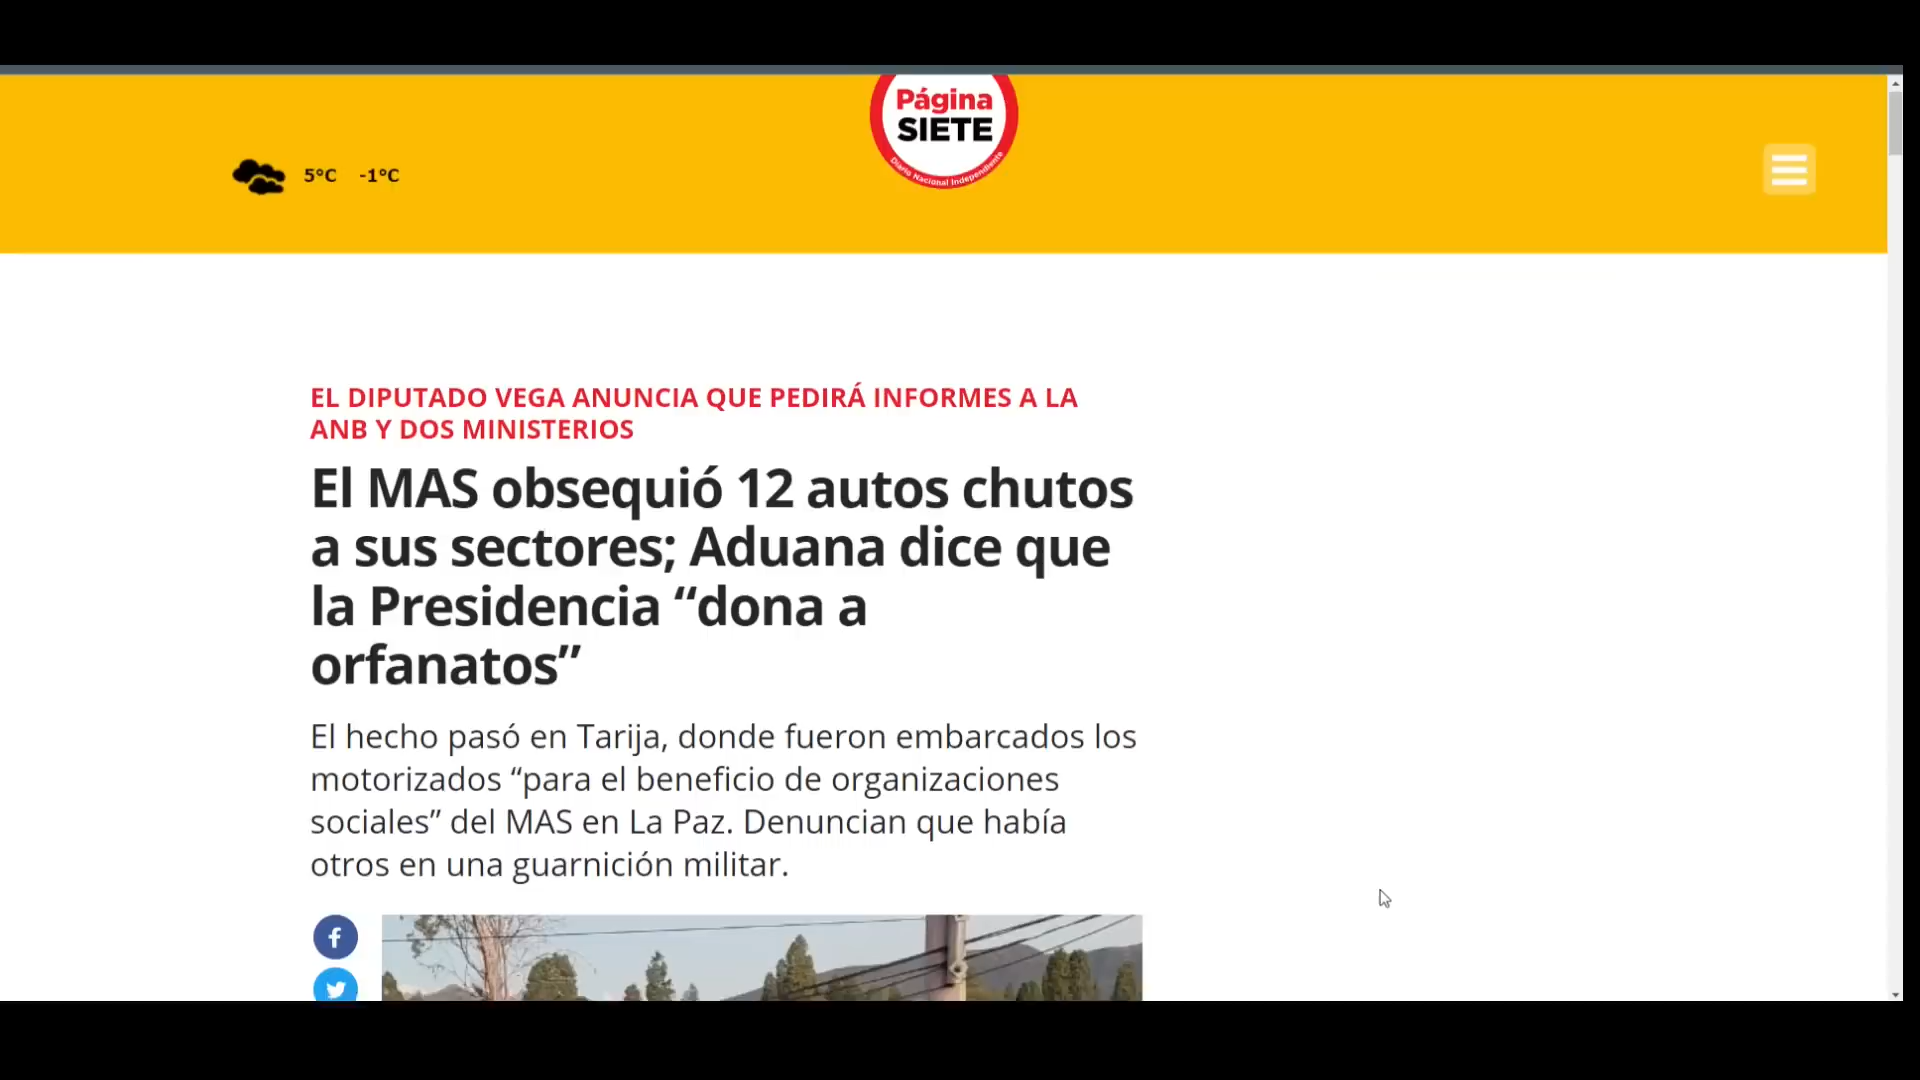 Página
SIETE
Diario Nacional Independiente
5°C -1°C
EL DIPUTADO VEGA ANUNCIA QUE PEDIRÁ INFORMES A LA
ANB Y DOS MINISTERIOS
El MAS obsequió 12 autos chutos
a sus sectores; Aduana dice que
la Presidencia “dona a
orfanatos”
El hecho pasó en Tarija, donde fueron embarcados los
motorizados “para el beneficio de organizaciones
sociales” del MAS en La Paz. Denuncian que había
otros en una guarnición militar.